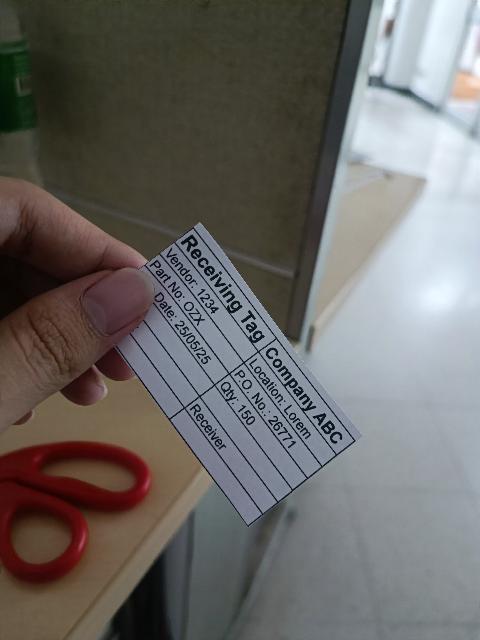 Receiving Tag Company ABC
Vendor: 1234 Location: Lorem
Part No: OZX P.O. No.: 26771
Date: 25/05/25 Qty. 150
Receiver